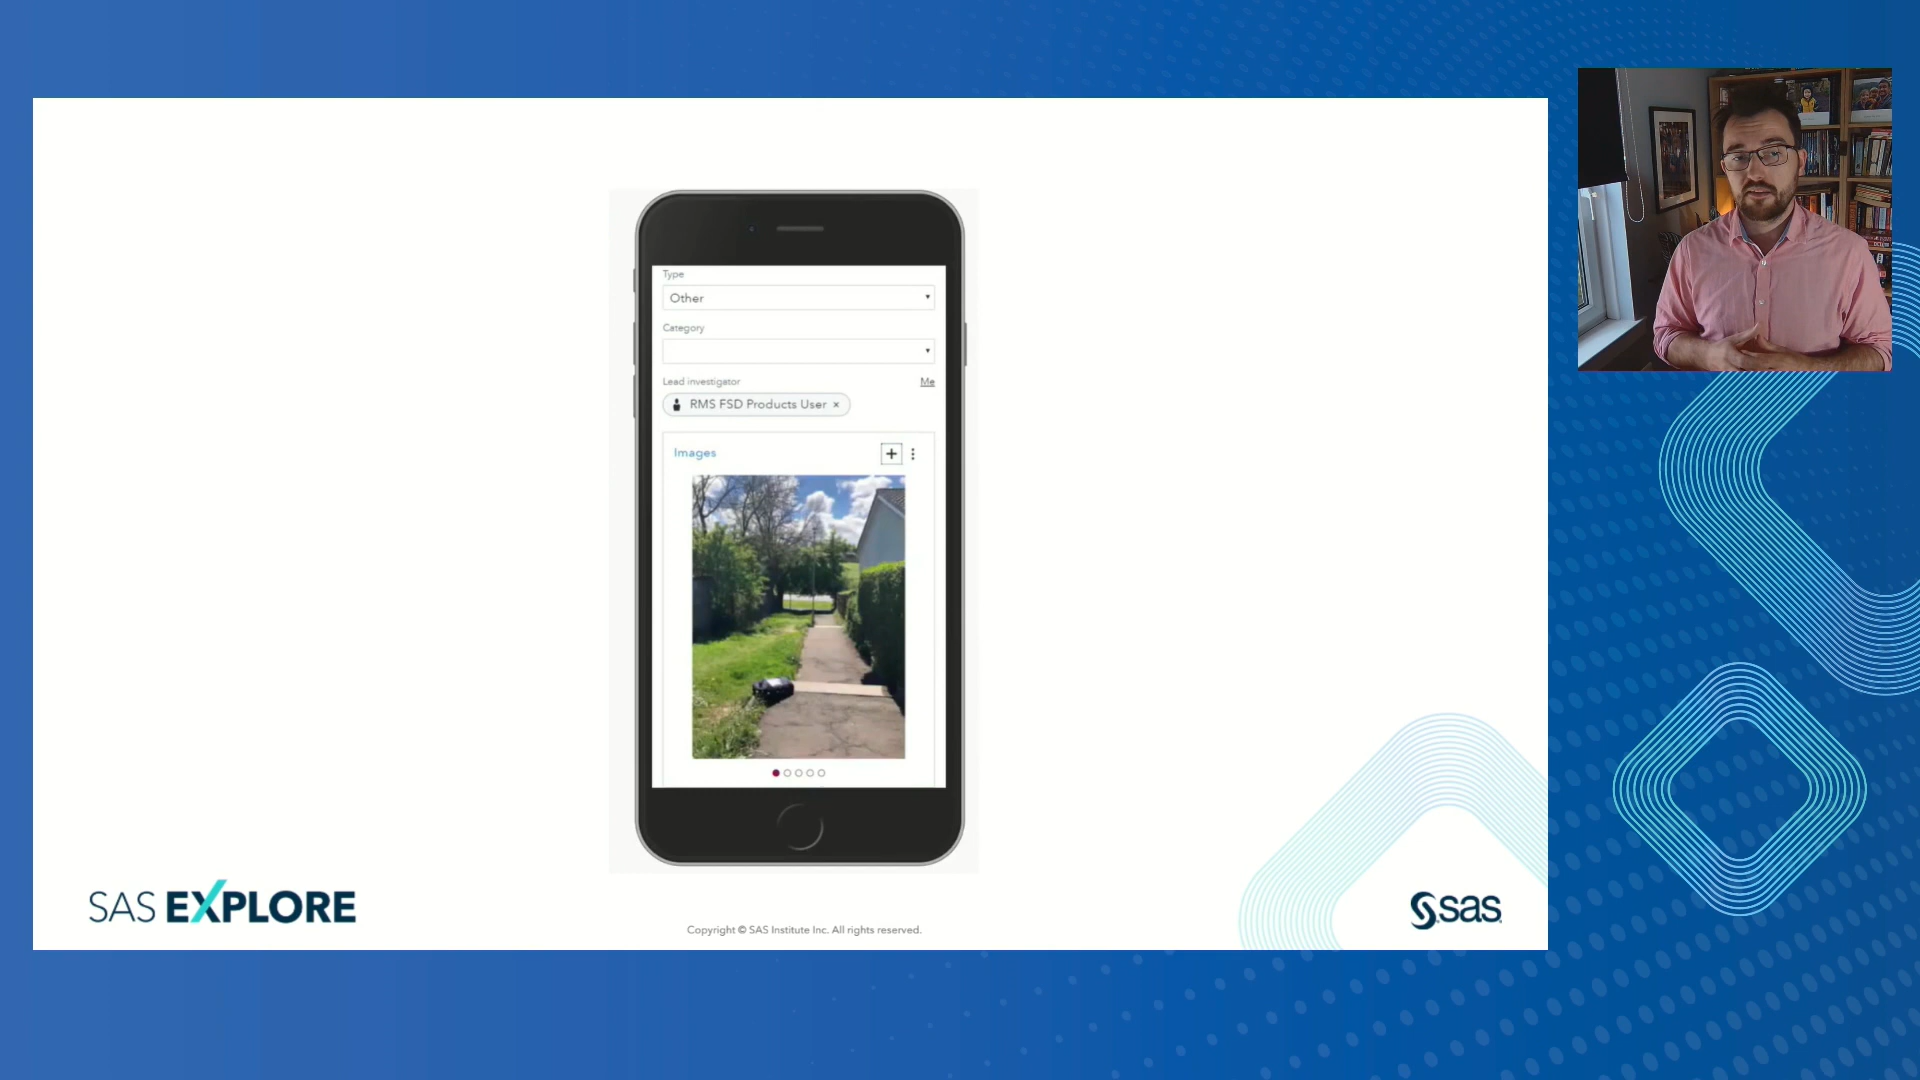 Type
Other
Category
Lead investigator Me
RMS FSD Products User ×
Images
SAS EXPLORE
sas
Copyright © SAS Institute Inc. All rights reserved.